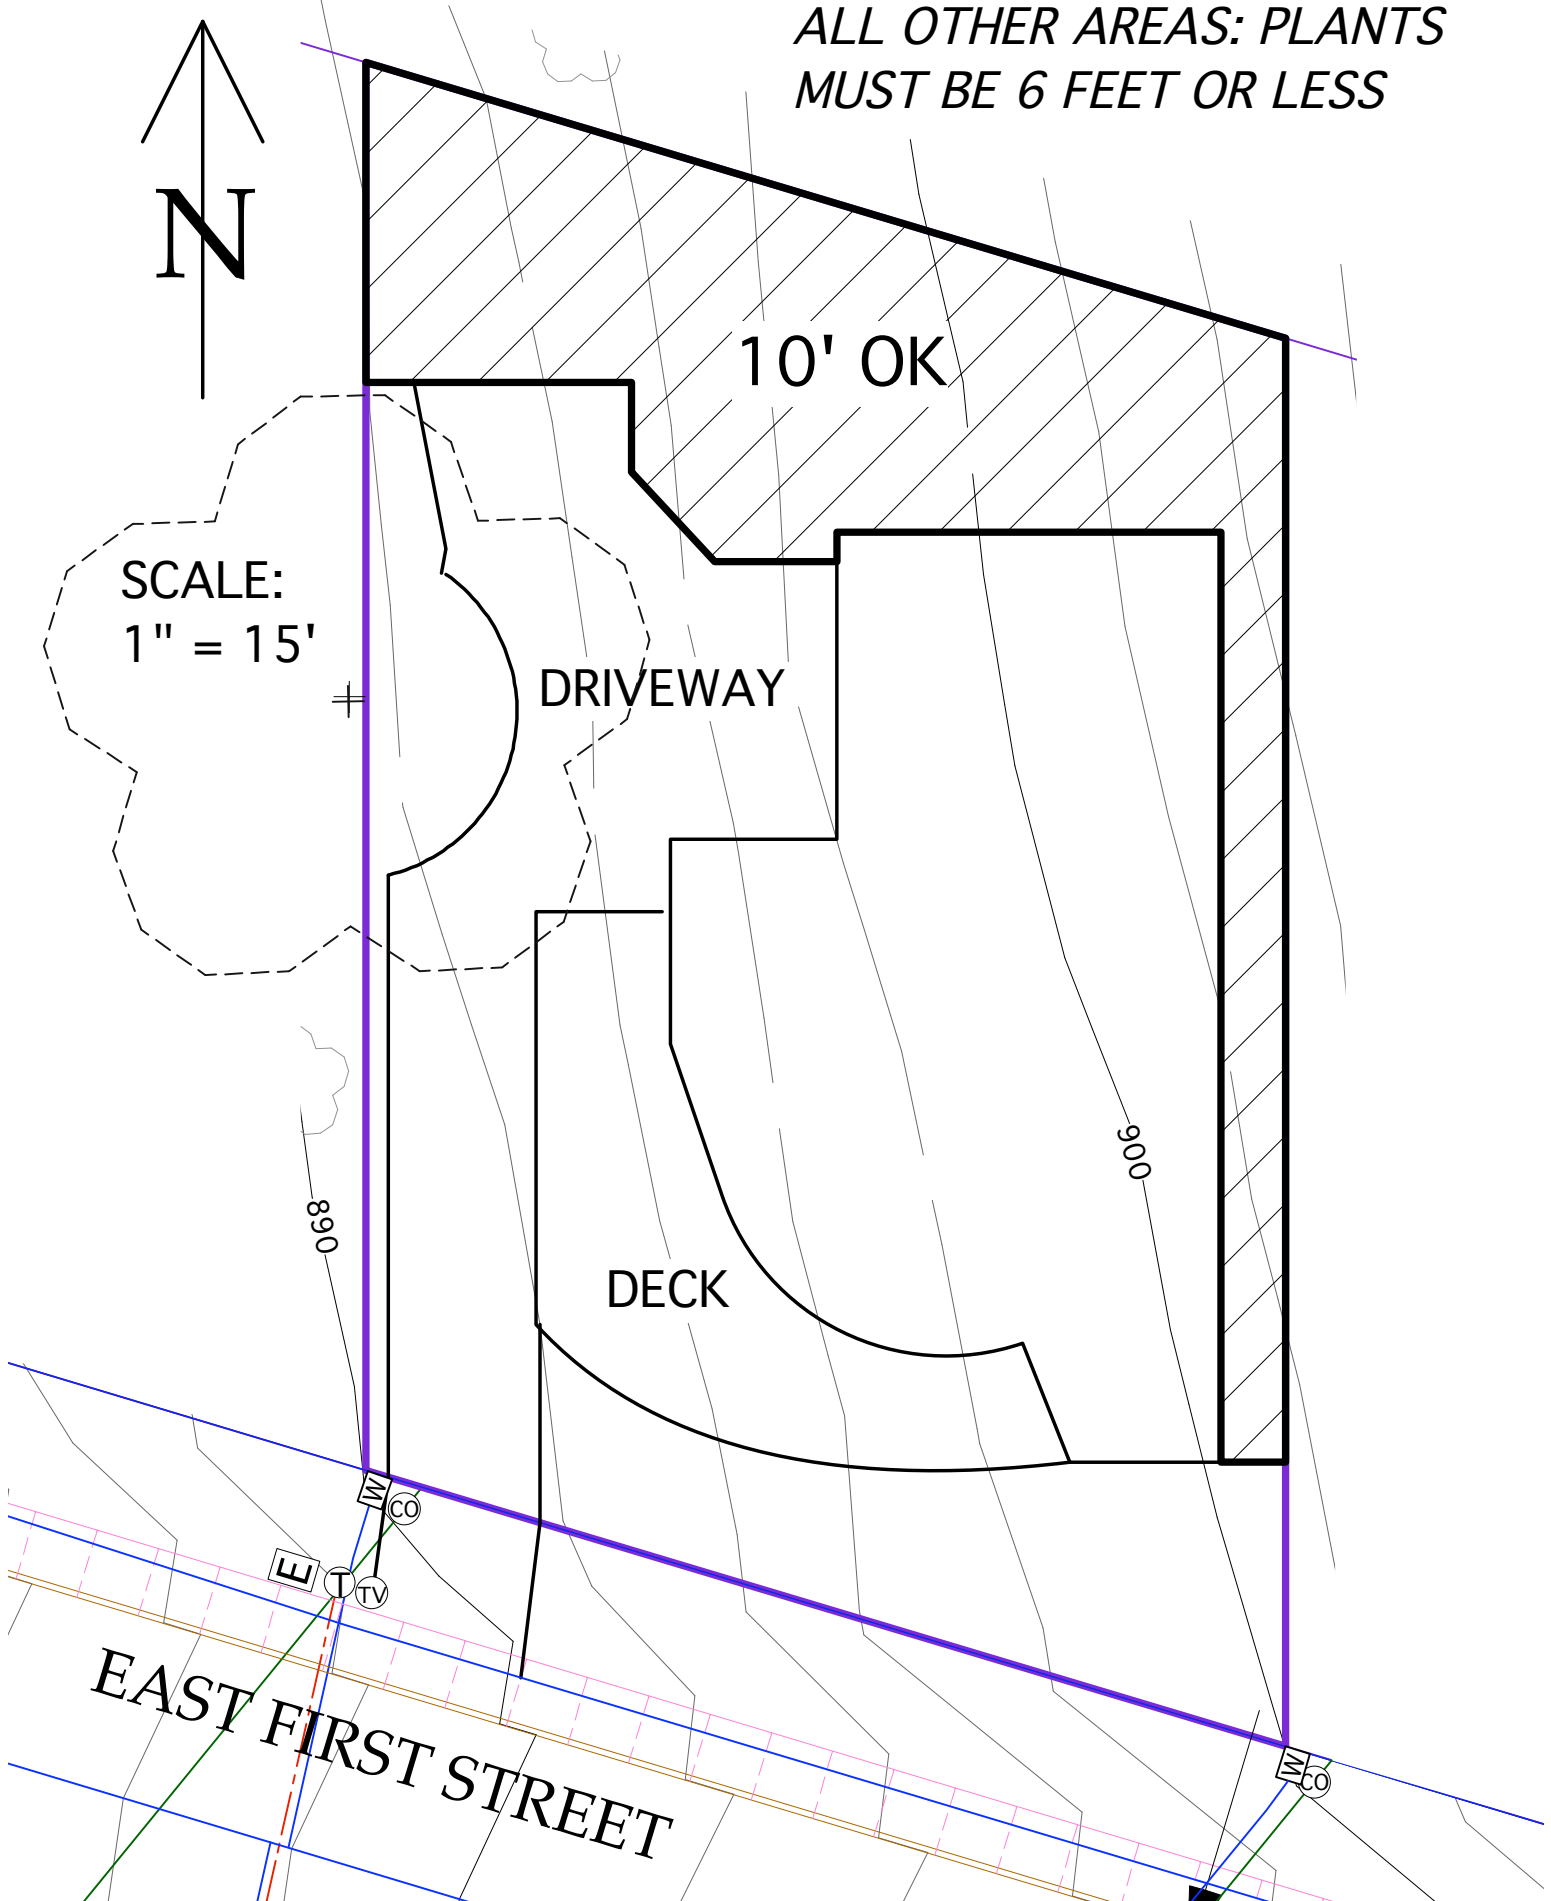 ALL OTHER AREAS: PLANTS
MUST BE 6 FEET OR LESS
N
10' OK
SCALE:
1" = 15'
DRIVEWAY
900
890
DECK
W
CO
E
T
TV
EAST FIRST STREET
W
CO